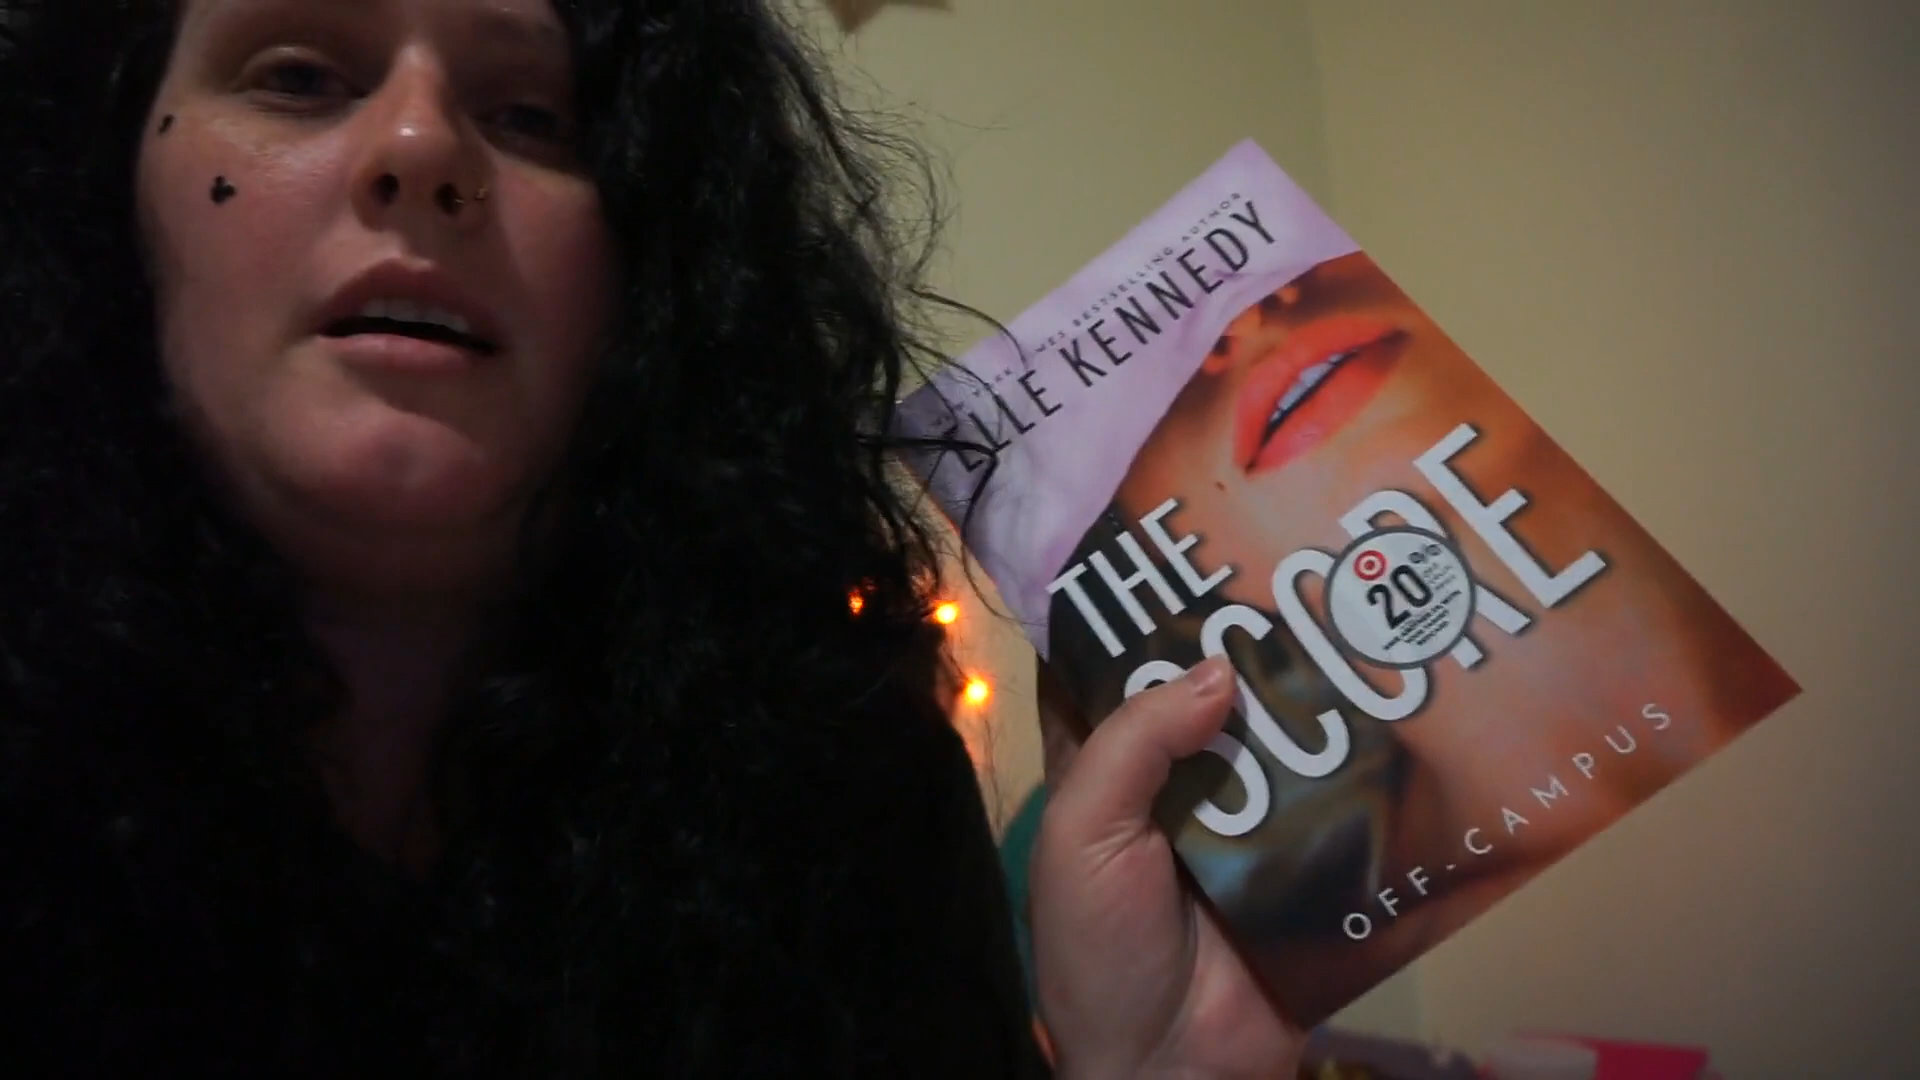 NEW YORK TIMES BESTSELLING AUTHOR
ELLE KENNEDY
THE
SCORE
20%
OFF-CAMPUS